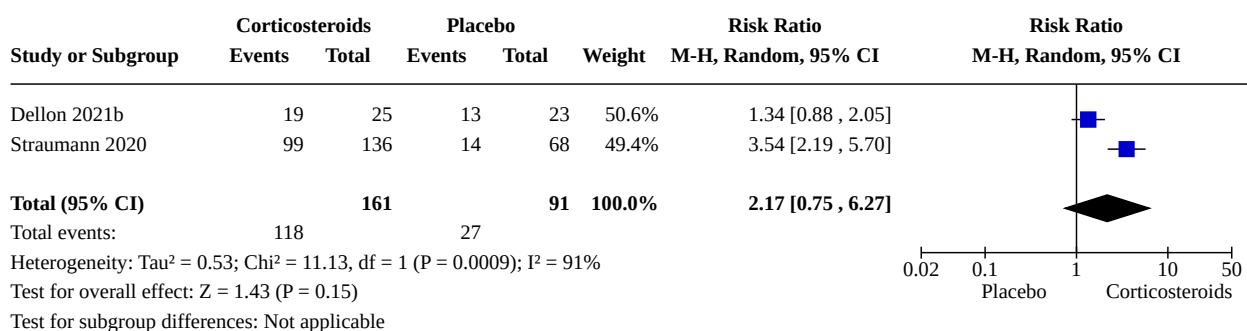 Corticosteroids Placebo Risk Ratio Risk Ratio
Study or Subgroup Events Total Events Total Weight M-H, Random, 95% CI M-H, Random, 95% CI
Dellon 2021b 19 25 13 23 50.6% 1.34 [0.88 , 2.05]
Straumann 2020 99 136 14 68 49.4% 3.54 [2.19 , 5.70]
Total (95% CI) 161 91 100.0% 2.17 [0.75 , 6.27]
Total events: 118 27
Heterogeneity: Tau² = 0.53; Chi² = 11.13, df = 1 (P = 0.0009); I² = 91%
0.02 0.1 1 10 50
Test for overall effect: Z = 1.43 (P = 0.15)
Placebo Corticosteroids
Test for subgroup differences: Not applicable